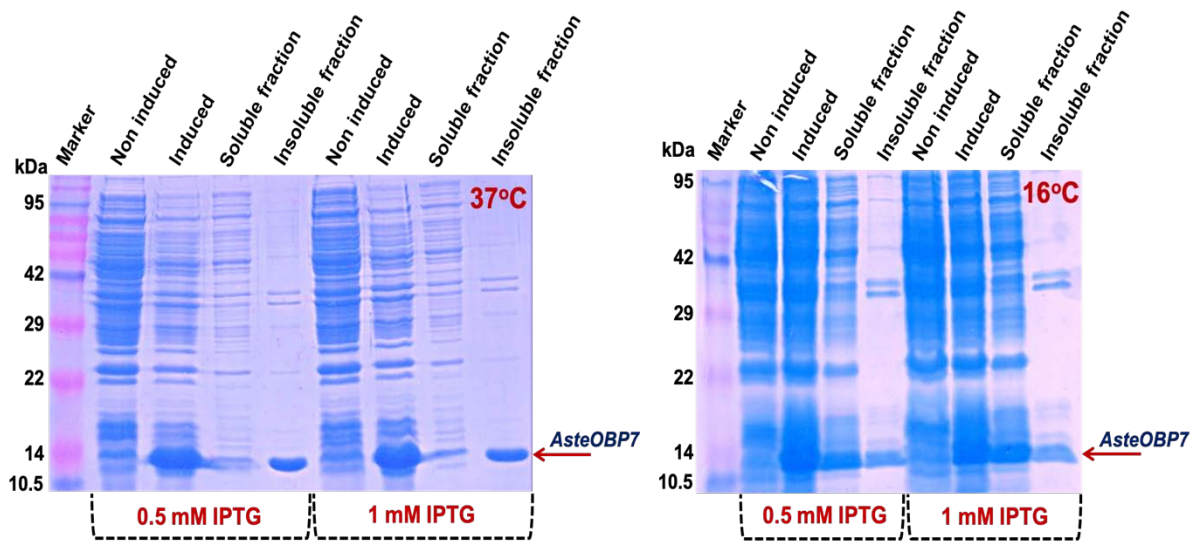 Marker
Non induced
Induced
Soluble fraction
Insoluble fraction
Non induced
Induced
Soluble fraction
Insoluble fraction
kDa
95
42
29
22
14
10.5
37ºC
AsteOBP7
0.5 mM IPTG
1 mM IPTG
Marker
Non induced
Induced
Soluble fraction
Insoluble fraction
Non induced
Induced
Soluble fraction
Insoluble fraction
kDa
95
42
29
22
14
10.5
16ºC
AsteOBP7
0.5 mM IPTG
1 mM IPTG